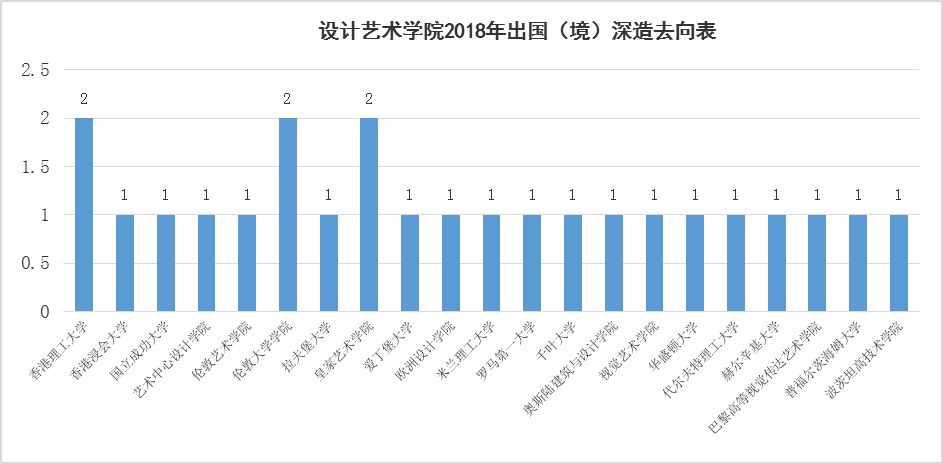 设计艺术学院2018年出国（境）深造去向表
2.5
2
1.5
1
0.5
0
2
1
1
1
1
2
1
2
1
1
1
1
1
1
1
1
1
1
1
1
1
香港理工大学
香港浸会大学
国立成功大学
艺术中心设计学院
伦敦艺术学院
伦敦大学学院
拉夫堡大学
皇家艺术学院
爱丁堡大学
欧洲设计学院
米兰理工大学
罗马第一大学
千叶大学
奥斯陆建筑与设计学院
视觉艺术学院
华盛顿大学
代尔夫特理工大学
赫尔辛基大学
巴黎高等视觉传达艺术学院
普福尔茨海姆大学
波茨坦高技术学院